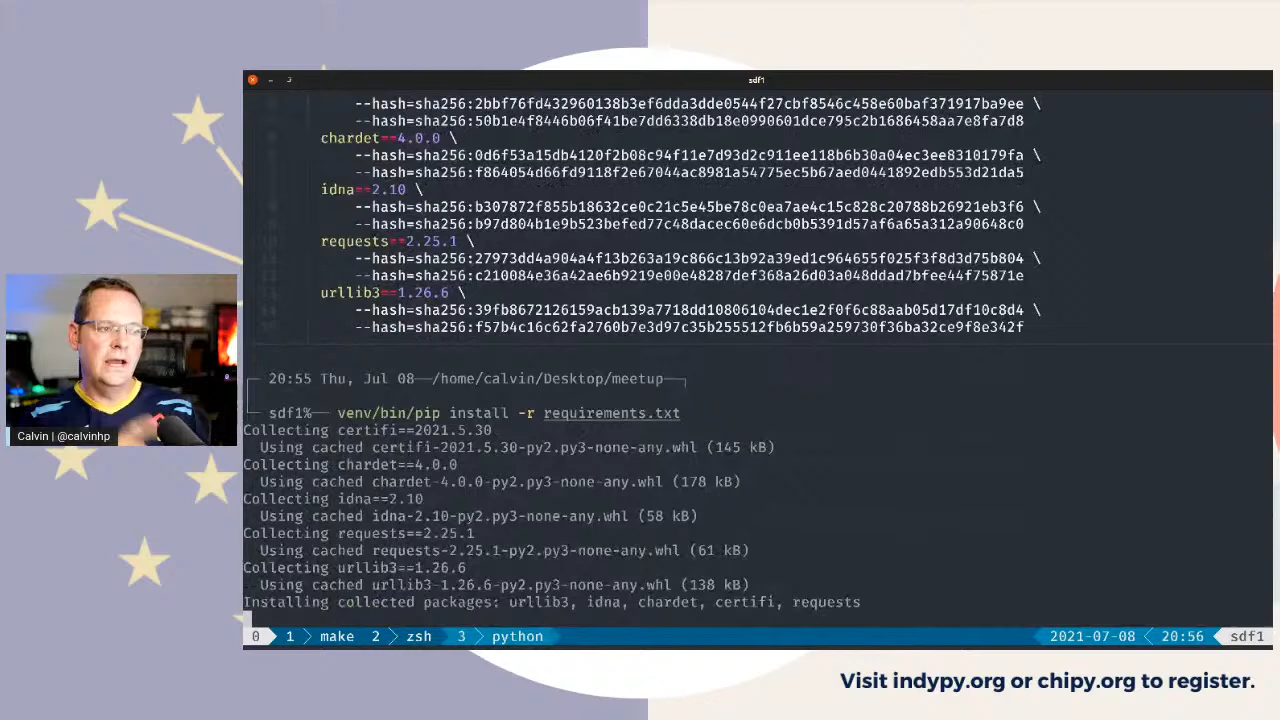 sdf1
--hash=sha256:2bbf76fd432960138b3ef6dda3dde0544f27cbf8546c458e60baf371917ba9ee \
--hash=sha256:50b1e4f8446b06f41be7dd6338db18e0990601dce795c2b1686458aa7e8fa7d8
chardet==4.0.0 \
--hash=sha256:0d6f53a15db4120f2b08c94f11e7d93d2c911ee118b6b30a04ec3ee8310179fa \
--hash=sha256:f864054d66fd9118f2e67044ac8981a54775ec5b67aed0441892edb553d21da5
idna==2.10 \
--hash=sha256:b307872f855b18632ce0c21c5e45be78c0ea7ae4c15c828c20788b26921eb3f6 \
--hash=sha256:b97d804b1e9b523befed77c48dacec60e6dcb0b5391d57af6a65a312a90648c0
requests==2.25.1 \
--hash=sha256:27973dd4a904a4f13b263a19c866c13b92a39ed1c964655f025f3f8d3d75b804 \
--hash=sha256:c210084e36a42ae6b9219e00e48287def368a26d03a048ddad7bfee44f75871e
urllib3==1.26.6 \
--hash=sha256:39fb8672126159acb139a7718dd10806104dec1e2f0f6c88aab05d17df10c8d4 \
--hash=sha256:f57b4c16c62fa2760b7e3d97c35b255512fb6b59a259730f36ba32ce9f8e342f
20:55 Thu, Jul 08—/home/calvin/Desktop/meetup
sdf1%— venv/bin/pip install -r requirements.txt
Collecting certifi==2021.5.30
Using cached certifi-2021.5.30-py2.py3-none-any.whl (145 kB)
Collecting chardet==4.0.0
Using cached chardet-4.0.0-py2.py3-none-any.whl (178 kB)
Collecting idna==2.10
Using cached idna-2.10-py2.py3-none-any.whl (58 kB)
Collecting requests==2.25.1
Using cached requests-2.25.1-py2.py3-none-any.whl (61 kB)
Collecting urllib3==1.26.6
Using cached urllib3-1.26.6-py2.py3-none-any.whl (138 kB)
Installing collected packages: urllib3, idna, chardet, certifi, requests
0 1 make 2 zsh 3 python 2021-07-08 20:56 sdf1
Calvin | @calvinhp
Visit indypy.org or chipy.org to register.